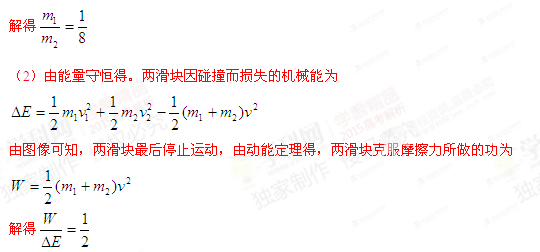 解得 m₁/m₂ = 1/8
（2）由能量守恒得。两滑块因碰撞而损失的机械能为
ΔE = 1/2 m₁v₁² + 1/2 m₂v₂² − 1/2 (m₁ + m₂)v²
由图像可知，两滑块最后停止运动，由动能定理得，两滑块克服摩擦力所做的功为
W = 1/2 (m₁ + m₂)v²
解得 W/ΔE = 1/2